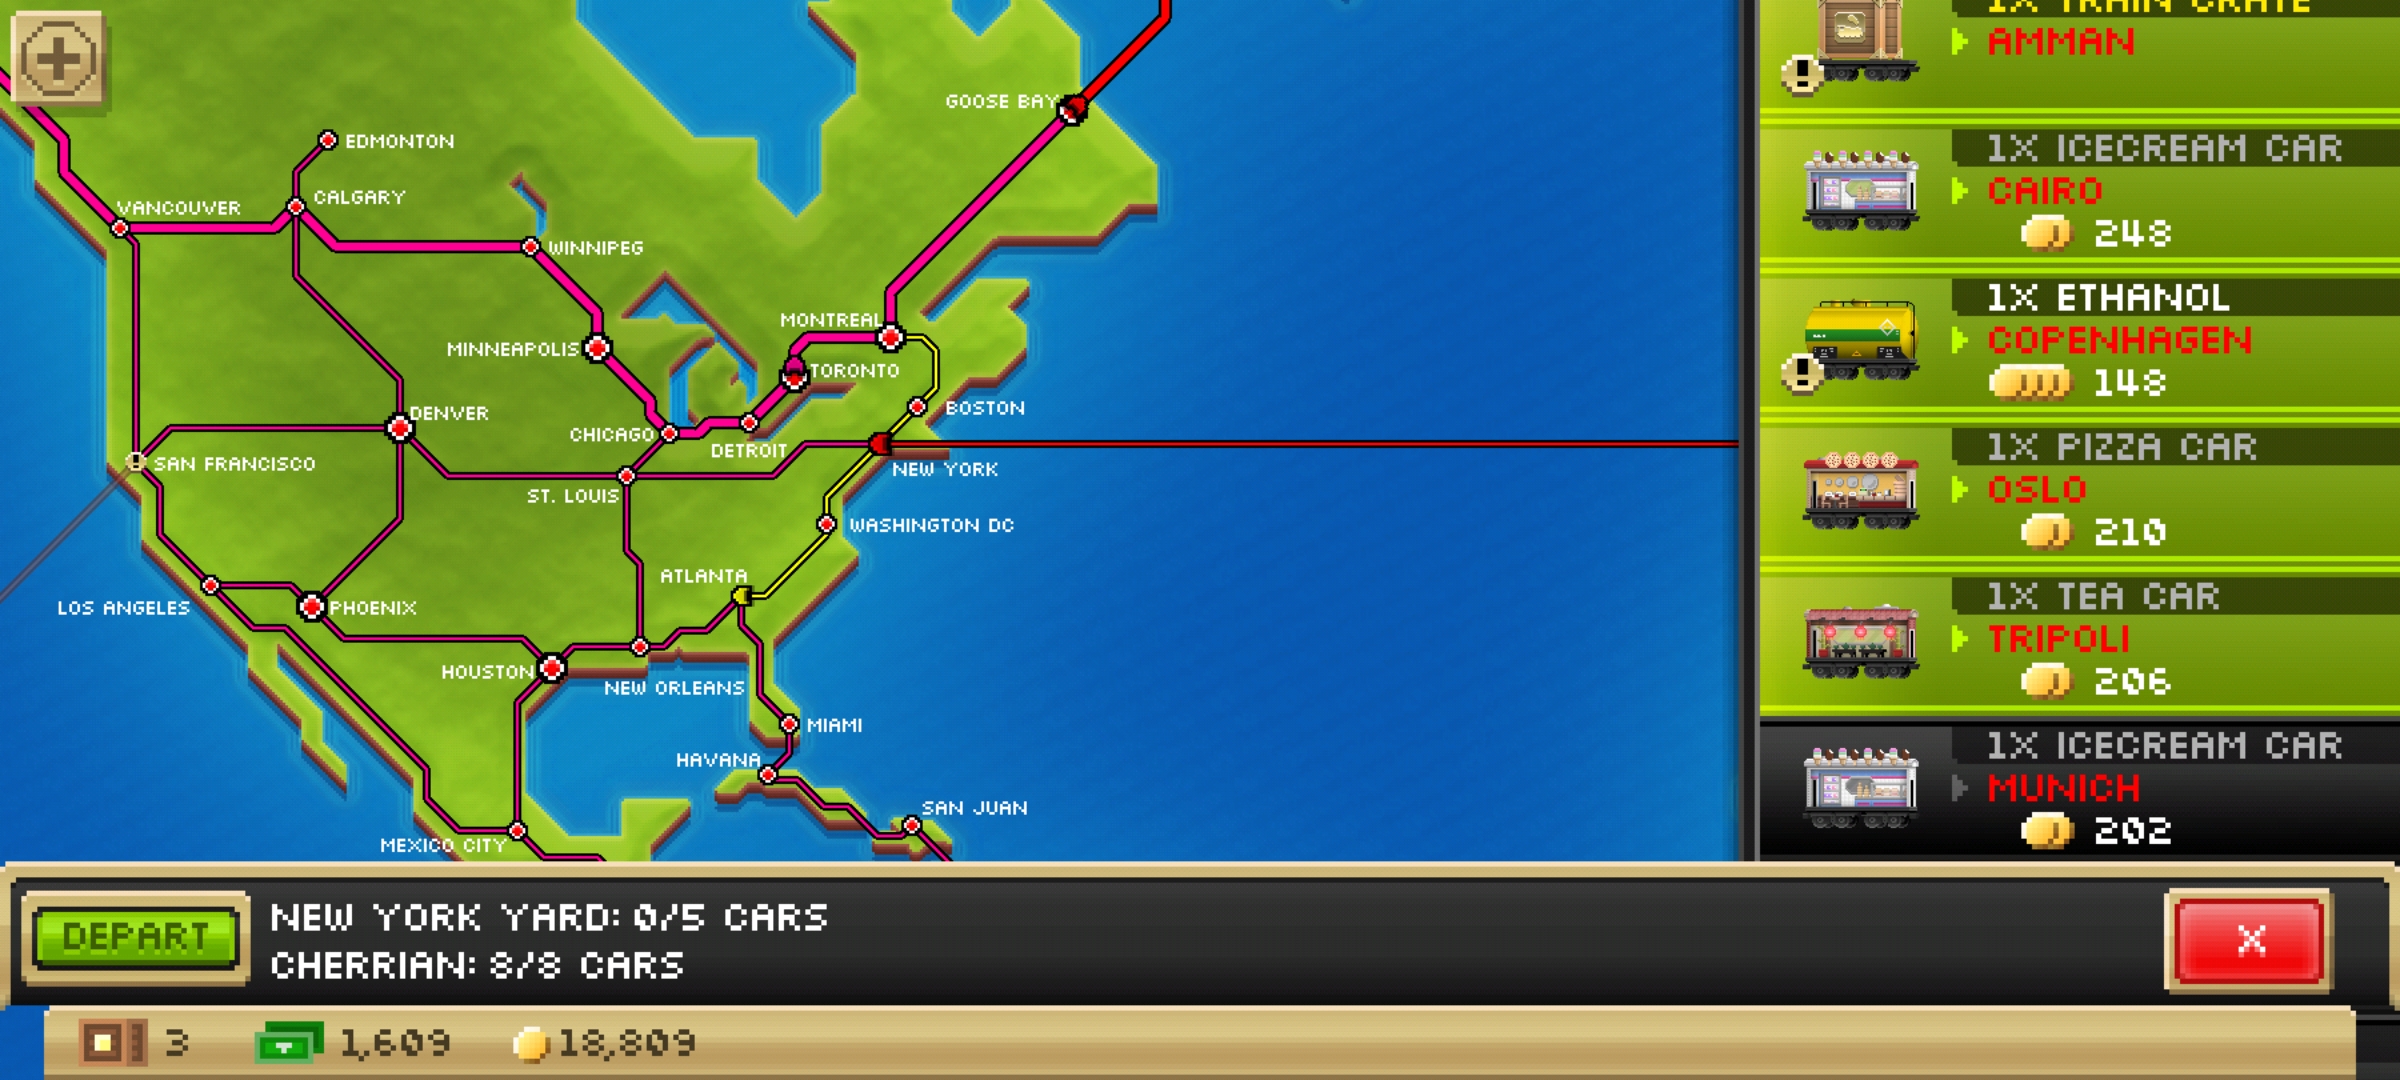 1X TRAIN CRATE
AMMAN
1X ICECREAM CAR
CAIRO
248
1X ETHANOL
COPENHAGEN
148
1X PIZZA CAR
OSLO
210
1X TEA CAR
TRIPOLI
206
1X ICECREAM CAR
MUNICH
202
GOOSE BAY
EDMONTON
CALGARY
VANCOUVER
WINNIPEG
MONTREAL
MINNEAPOLIS
TORONTO
DENVER
BOSTON
CHICAGO
DETROIT
SAN FRANCISCO
NEW YORK
ST. LOUIS
WASHINGTON DC
ATLANTA
LOS ANGELES
PHOENIX
HOUSTON
NEW ORLEANS
MIAMI
HAVANA
SAN JUAN
MEXICO CITY
DEPART
NEW YORK YARD: 0/5 CARS
CHERRIAN: 8/8 CARS
X
3
1,609
18,809